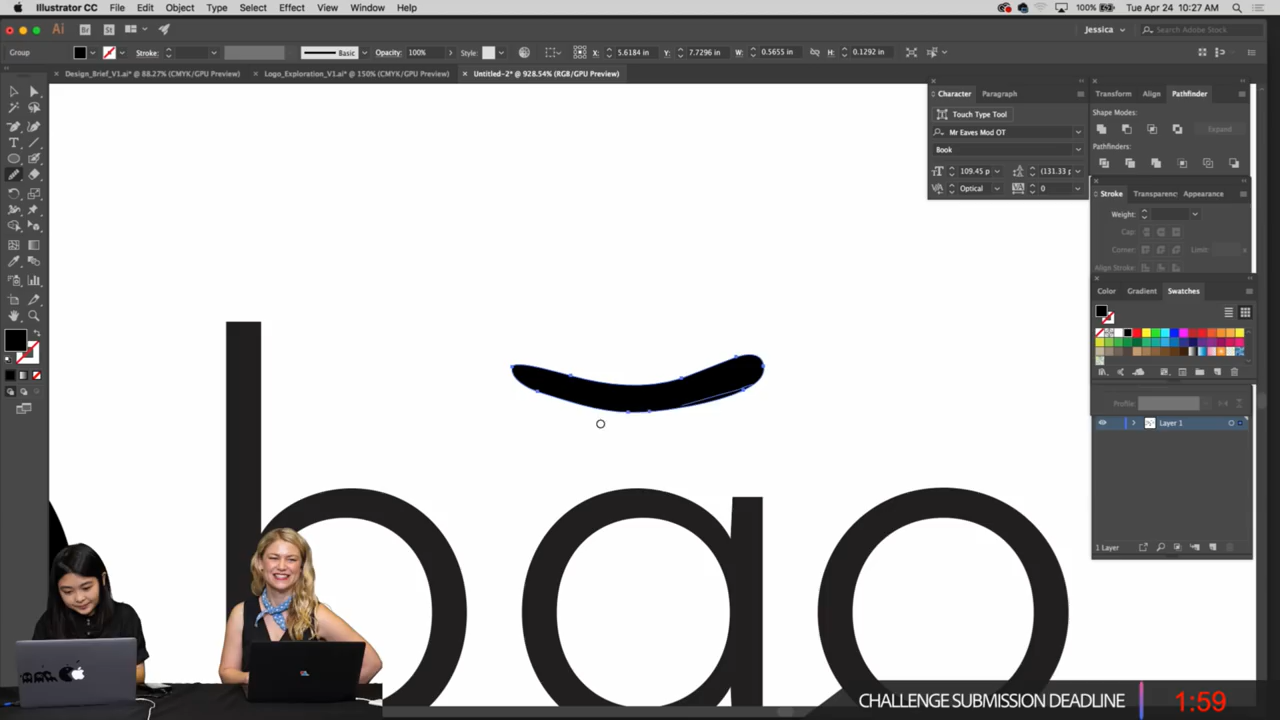 Illustrator CC File Edit Object Type Select Effect View Window Help 100% Tue Apr 24 10:27 AM
Ai Br St Jessica Search Adobe Stock
Group Stroke: Basic Opacity: 100% Style: X: 5.6184 in Y: 7.7296 in W: 0.5655 in H: 0.1292 in
× Design_Brief_V1.ai* @ 88.27% (CMYK/GPU Preview) × Logo_Exploration_V1.ai* @ 150% (CMYK/GPU Preview) × Untitled-2* @ 928.54% (RGB/GPU Preview)
Character Paragraph
Touch Type Tool
Mr Eaves Mod OT
Book
109.45 p (131.33 p
Optical 0
Transform Align Pathfinder
Shape Modes:
Expand
Pathfinders:
Stroke Transparenc Appearance
Weight:
Cap:
Corner: Limit:
Align Stroke:
Color Gradient Swatches
Profile:
Layer 1
1 Layer
bao
CHALLENGE SUBMISSION DEADLINE 1:59